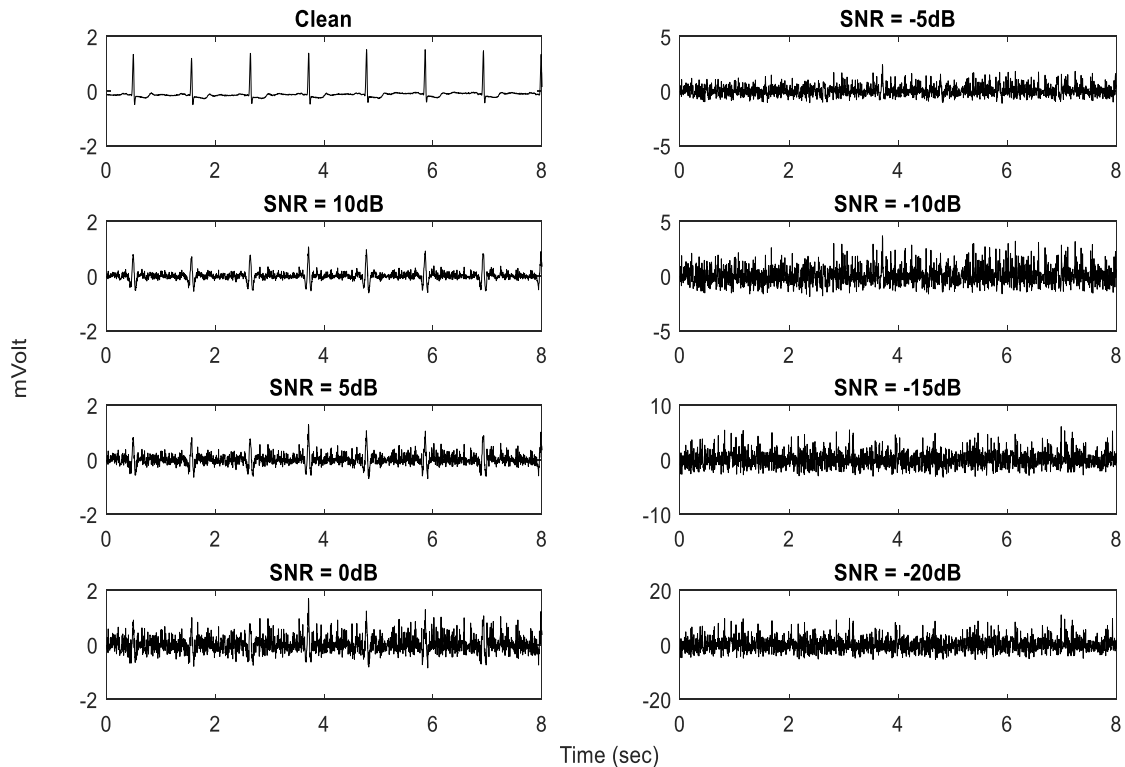 Clean
2
0
-2
0 2 4 6 8
SNR = 10dB
2
0
-2
0 2 4 6 8
SNR = 5dB
2
0
-2
0 2 4 6 8
SNR = 0dB
2
0
-2
0 2 4 6 8
SNR = -5dB
5
0
-5
0 2 4 6 8
SNR = -10dB
5
0
-5
0 2 4 6 8
SNR = -15dB
10
0
-10
0 2 4 6 8
SNR = -20dB
20
0
-20
0 2 4 6 8
mVolt
Time (sec)